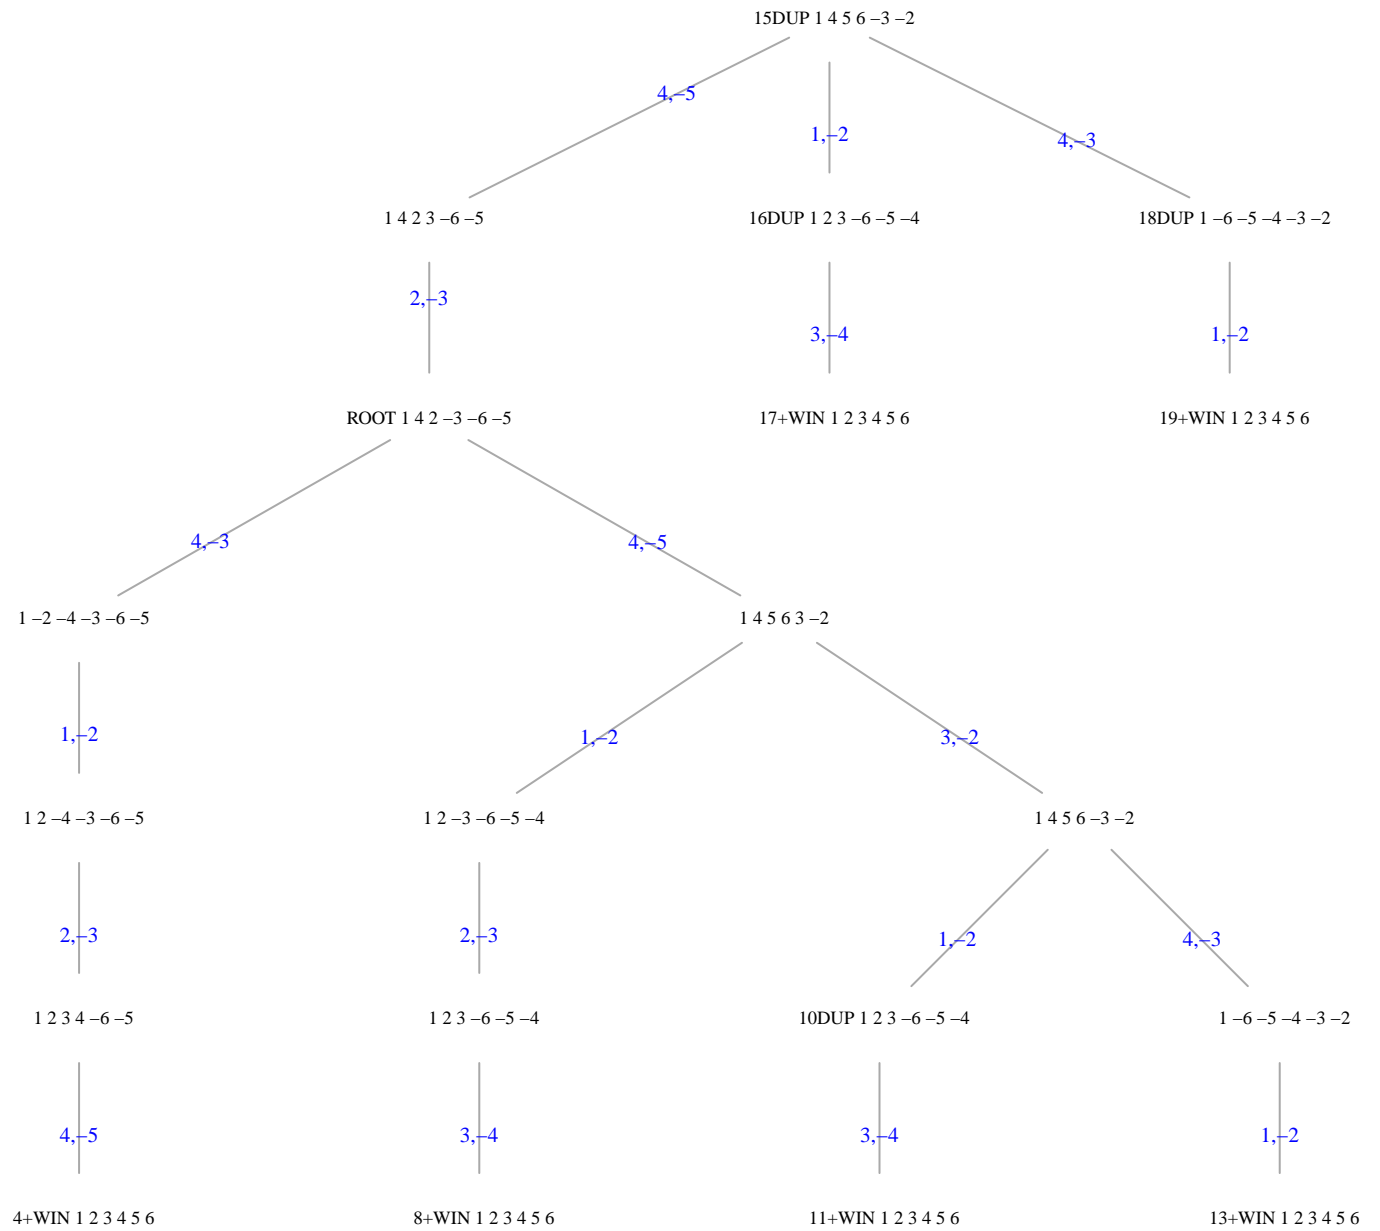 15DUP 1 4 5 6 –3 –2
4,–5
1,–2
4,–3
1 4 2 3 –6 –5
16DUP 1 2 3 –6 –5 –4
18DUP 1 –6 –5 –4 –3 –2
2,–3
3,–4
1,–2
ROOT 1 4 2 –3 –6 –5
17+WIN 1 2 3 4 5 6
19+WIN 1 2 3 4 5 6
4,–3
4,–5
1 –2 –4 –3 –6 –5
1 4 5 6 3 –2
1,–2
1,–2
3,–2
1 2 –4 –3 –6 –5
1 2 –3 –6 –5 –4
1 4 5 6 –3 –2
2,–3
2,–3
1,–2
4,–3
1 2 3 4 –6 –5
1 2 3 –6 –5 –4
10DUP 1 2 3 –6 –5 –4
1 –6 –5 –4 –3 –2
4,–5
3,–4
3,–4
1,–2
4+WIN 1 2 3 4 5 6
8+WIN 1 2 3 4 5 6
11+WIN 1 2 3 4 5 6
13+WIN 1 2 3 4 5 6